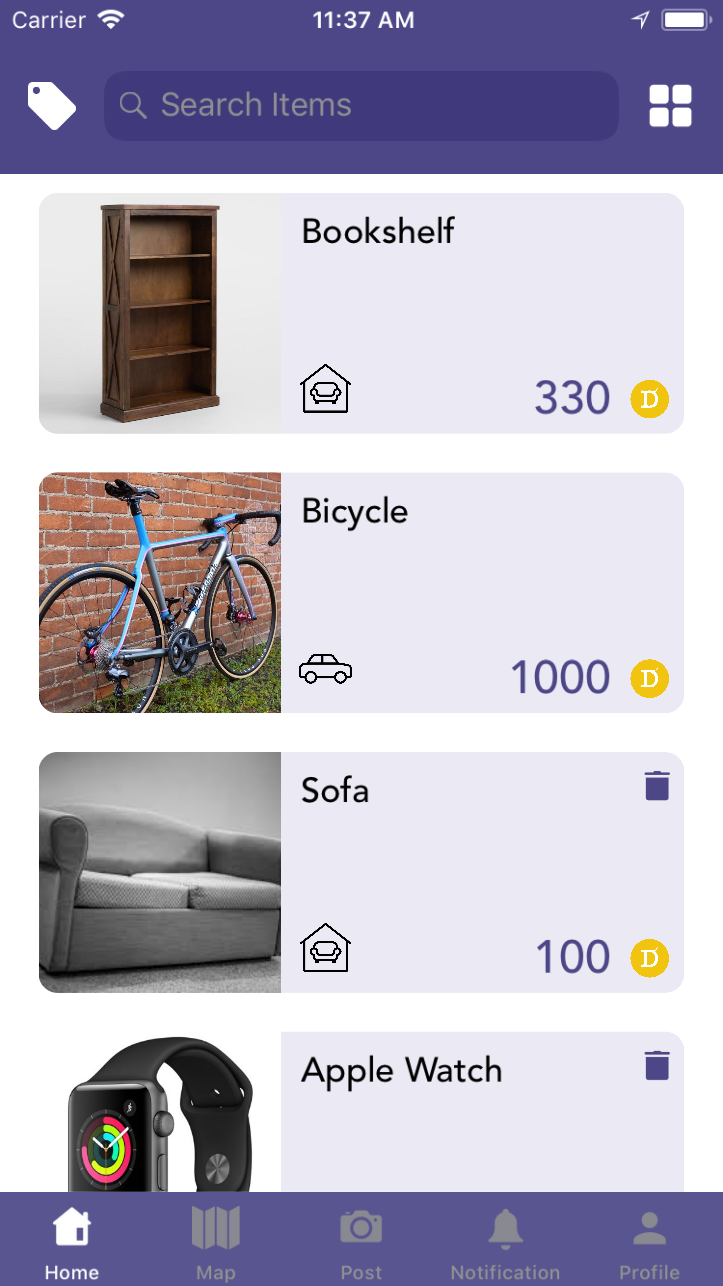 Carrier 11:37 AM
Search Items
Bookshelf
330 D
Bicycle
1000 D
Sofa
100 D
Apple Watch
Home Map Post Notification Profile